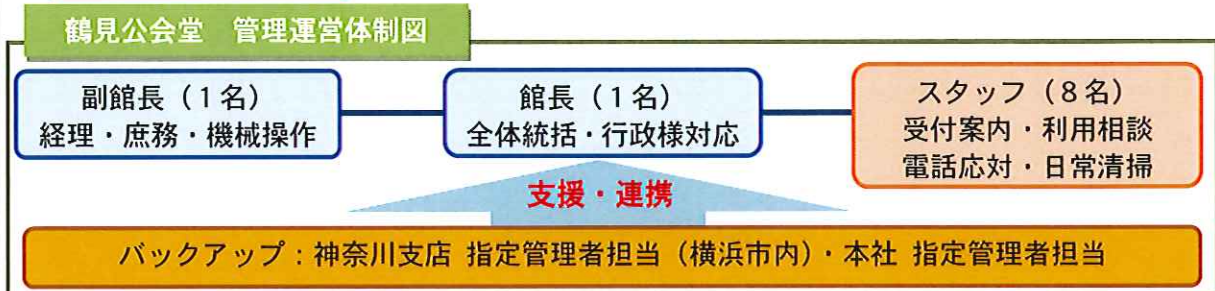 鶴見公会堂　管理運営体制図
副館長（１名）
経理・庶務・機械操作
館長（１名）
全体統括・行政様対応
スタッフ（８名）
受付案内・利用相談
電話応対・日常清掃
支援・連携
バックアップ：神奈川支店 指定管理者担当（横浜市内）・本社 指定管理者担当